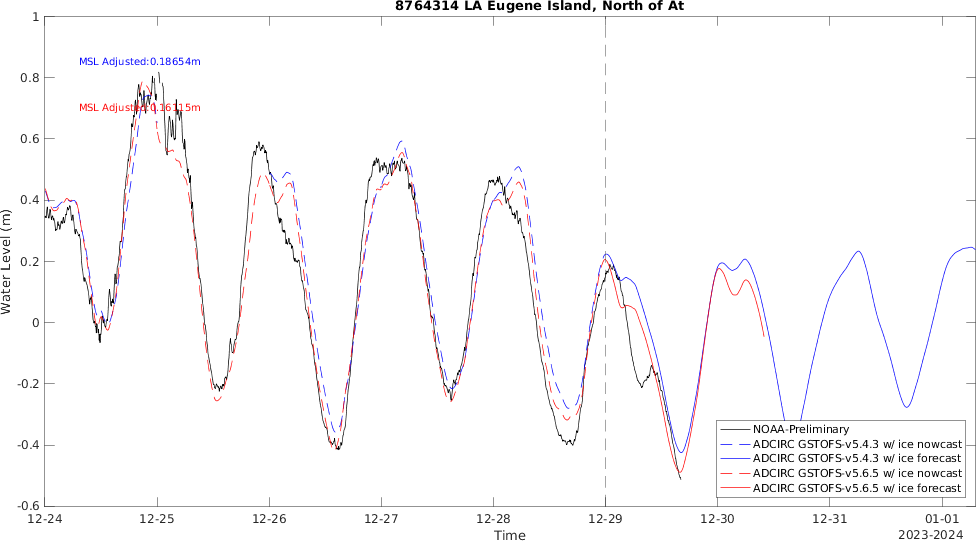 8764314 LA Eugene Island, North of At
1
0.8
0.6
0.4
0.2
0
-0.2
-0.4
-0.6
Water Level (m)
MSL Adjusted:0.18654m
MSL Adjusted:0.16115m
NOAA-Preliminary
ADCIRC GSTOFS-v5.4.3 w/ ice nowcast
ADCIRC GSTOFS-v5.4.3 w/ ice forecast
ADCIRC GSTOFS-v5.6.5 w/ ice nowcast
ADCIRC GSTOFS-v5.6.5 w/ ice forecast
12-24 12-25 12-26 12-27 12-28 12-29 12-30 12-31 01-01
Time
2023-2024